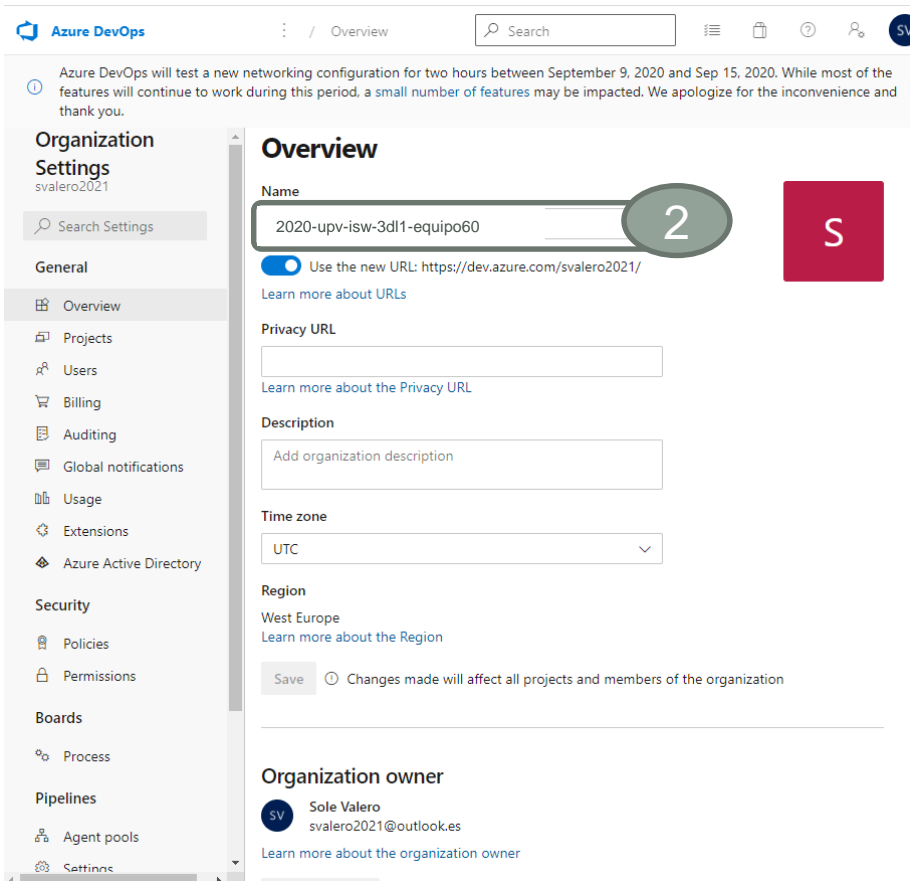 Azure DevOps
/ Overview
Search
SV
Azure DevOps will test a new networking configuration for two hours between September 9, 2020 and Sep 15, 2020. While most of the
features will continue to work during this period, a small number of features may be impacted. We apologize for the inconvenience and
thank you.
Organization
Settings
svalero2021
Search Settings
General
Overview
Projects
Users
Billing
Auditing
Global notifications
Usage
Extensions
Azure Active Directory
Security
Policies
Permissions
Boards
Process
Pipelines
Agent pools
Settings
Overview
Name
2020-upv-isw-3dl1-equipo60
2
S
Use the new URL: https://dev.azure.com/svalero2021/
Learn more about URLs
Privacy URL
Learn more about the Privacy URL
Description
Add organization description
Time zone
UTC
Region
West Europe
Learn more about the Region
Save
Changes made will affect all projects and members of the organization
Organization owner
SV
Sole Valero
svalero2021@outlook.es
Learn more about the organization owner